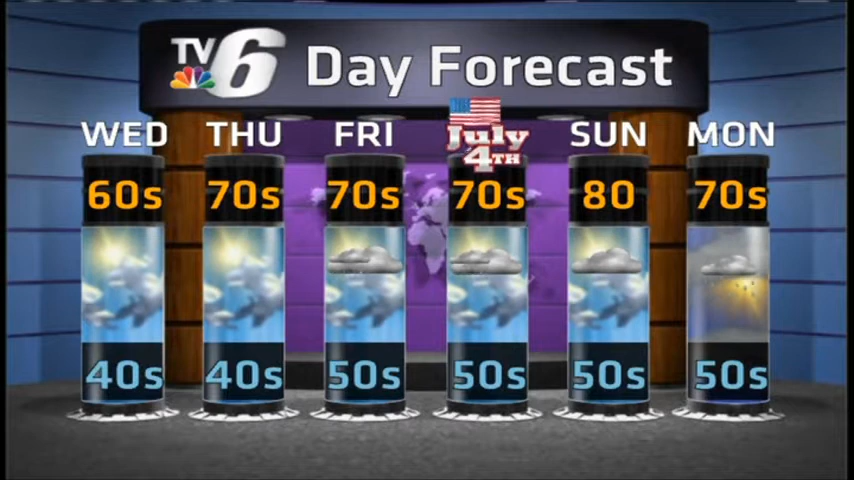 TV6 Day Forecast
WED THU FRI July 4TH SUN MON
60s 70s 70s 70s 80 70s
40s 40s 50s 50s 50s 50s